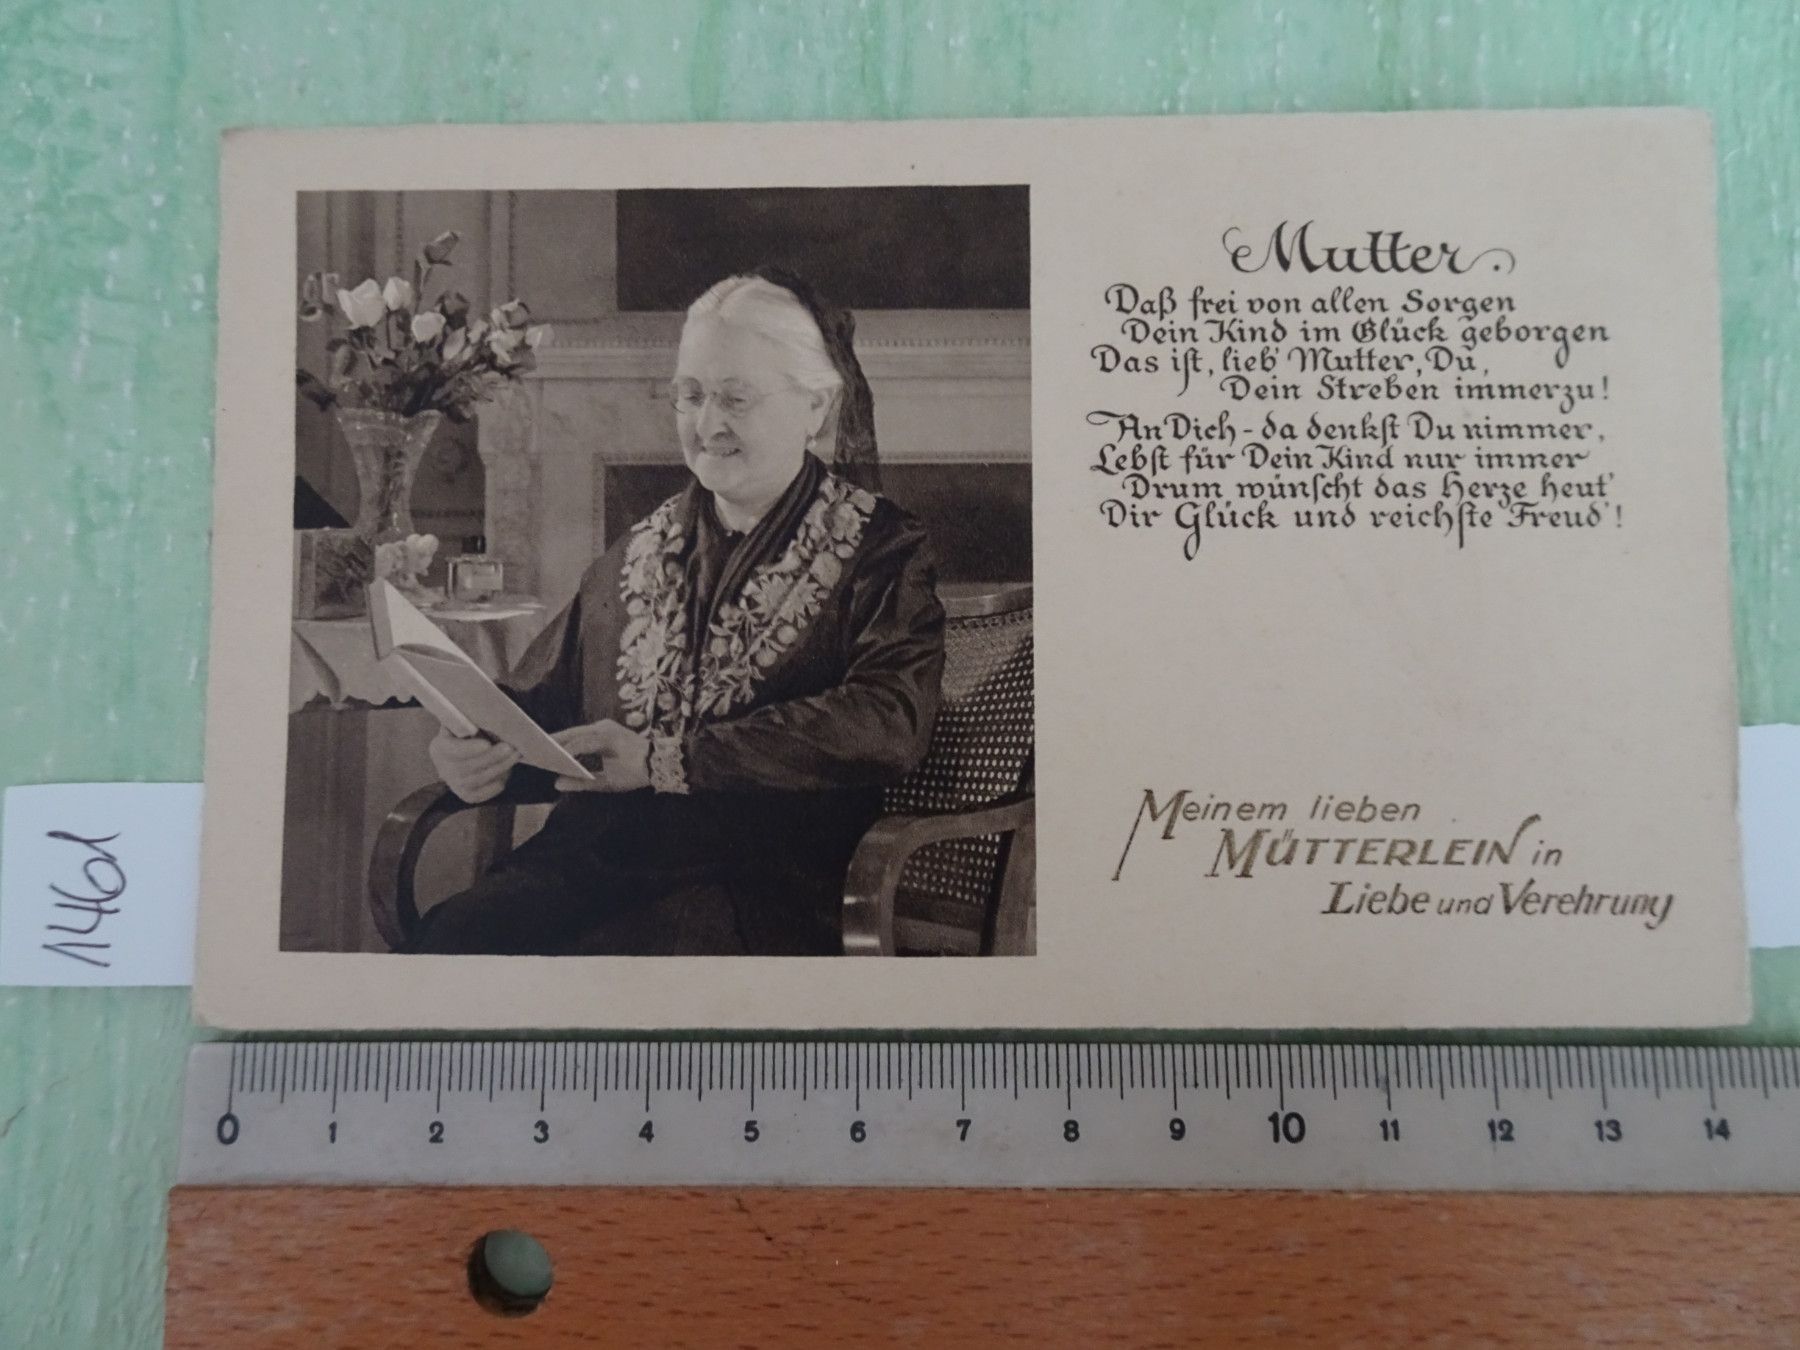 Mutter.
Daß frei von allen Sorgen
Dein Kind im Glück geborgen
Das ist, lieb' Mutter, Du,
Dein Streben immerzu!
An Dich - da denkst Du nimmer,
Lebst für Dein Kind nur immer
Drum wünscht das Herze heut'
Dir Glück und reichste Freud'!
Meinem lieben
MÜTTERLEIN in
Liebe und Verehrung
146d
0 1 2 3 4 5 6 7 8 9 10 11 12 13 14